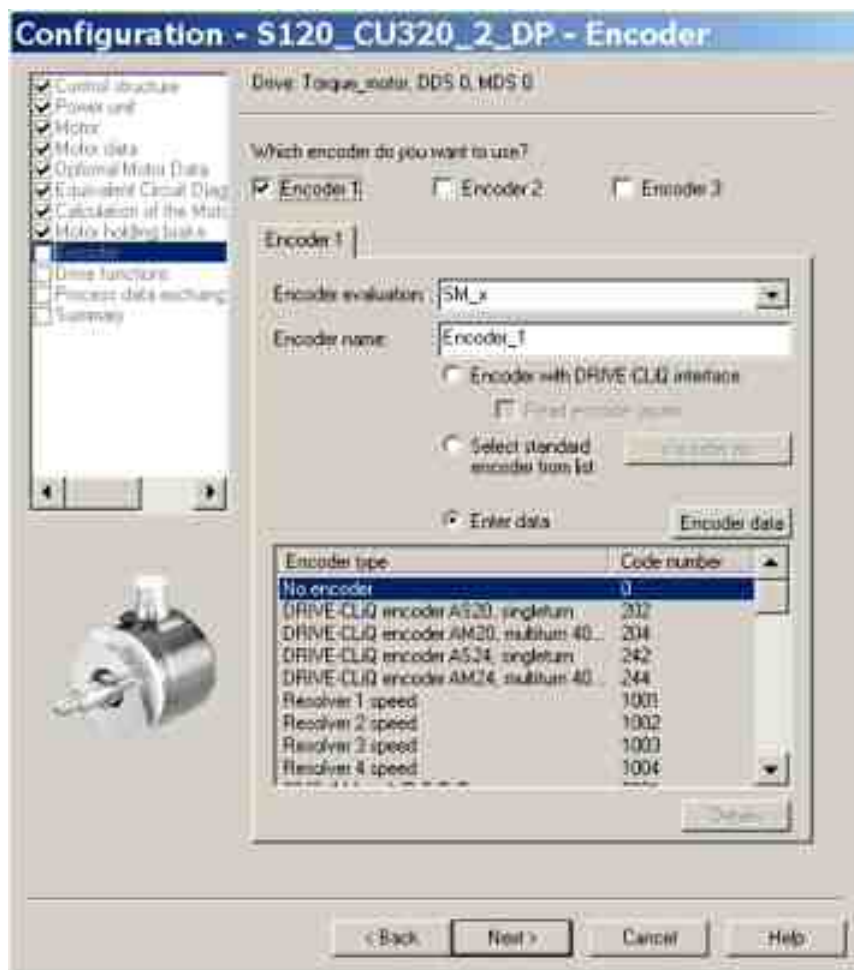 Configuration - S120_CU320_2_DP - Encoder
Control structure
Power unit
Motor
Motor data
Optional Motor Data
Equivalent Circuit Diag
Calculation of the Moto
Motor holding brake
Encoder
Drive functions
Process data exchang
Summary
Drive: Torque_motor, DDS 0, MDS 0
Which encoder do you want to use?
Encoder 1 Encoder 2 Encoder 3
Encoder 1
Encoder evaluation: SM_x
Encoder name: Encoder_1
Encoder with DRIVE-CLiQ interface
Read encoder again
Select standard
encoder from list
Enter data Encoder data
Encoder type Code number
No encoder 0
DRIVE-CLiQ encoder AS20, singleturn 202
DRIVE-CLiQ encoder AM20, multiturn 40... 204
DRIVE-CLiQ encoder AS24, singleturn 242
DRIVE-CLiQ encoder AM24, multiturn 40... 244
Resolver 1 speed 1001
Resolver 2 speed 1002
Resolver 3 speed 1003
Resolver 4 speed 1004
Details
< Back Next > Cancel Help